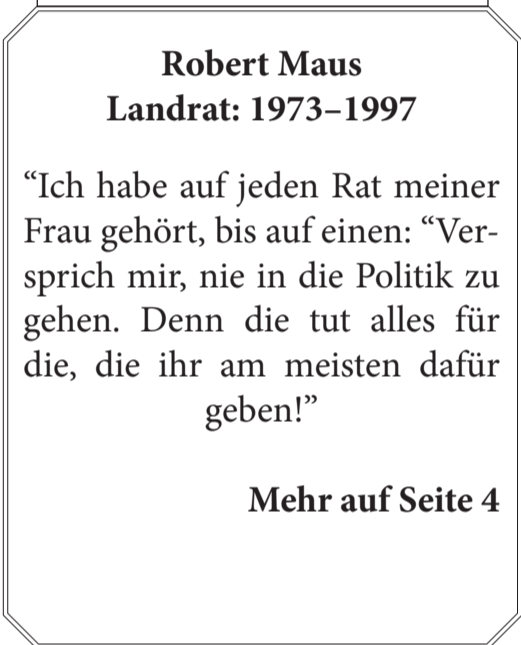 Robert Maus
Landrat: 1973–1997
“Ich habe auf jeden Rat meiner
Frau gehört, bis auf einen: “Ver-
sprich mir, nie in die Politik zu
gehen. Denn die tut alles für
die, die ihr am meisten dafür
geben!”
Mehr auf Seite 4